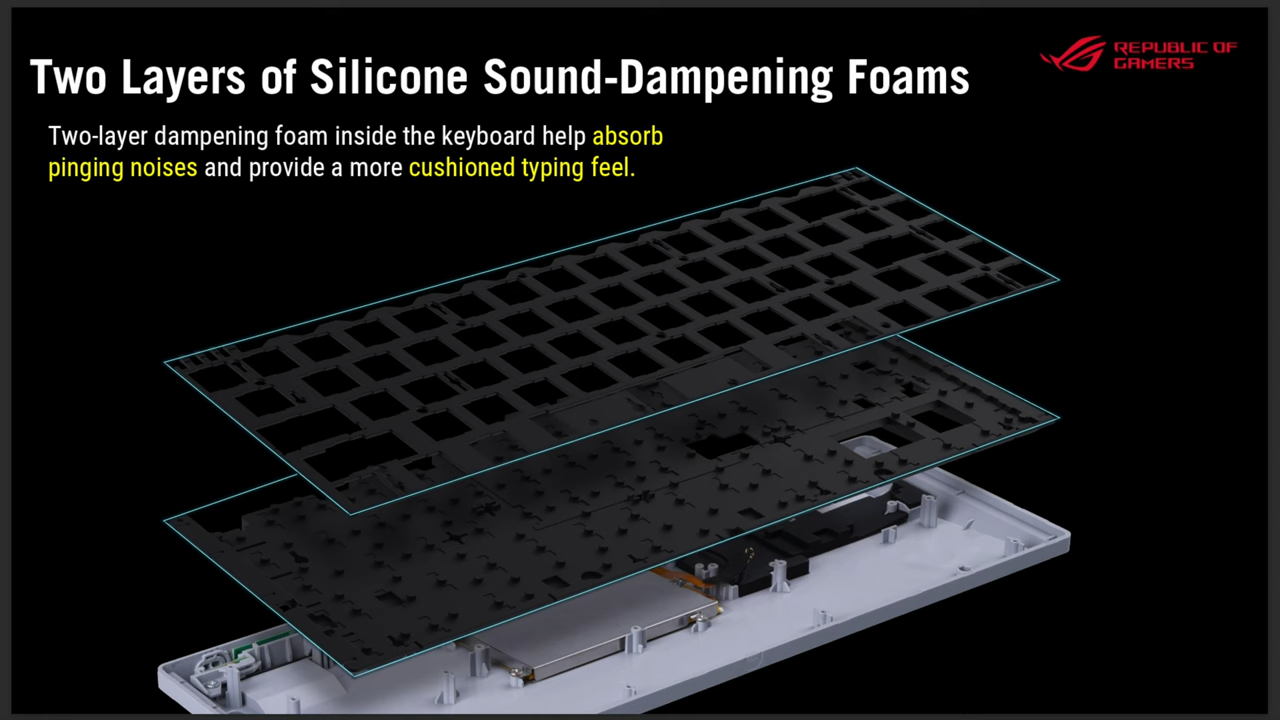 REPUBLIC OF
GAMERS
Two Layers of Silicone Sound-Dampening Foams
Two-layer dampening foam inside the keyboard help absorb
pinging noises and provide a more cushioned typing feel.